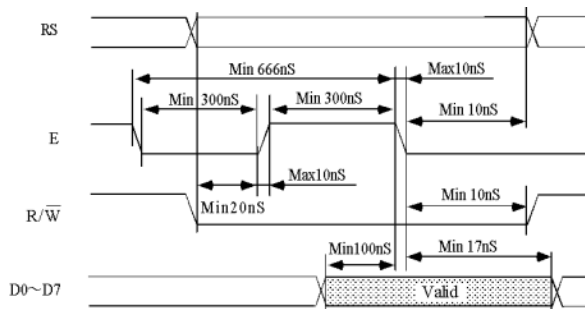 RS
Min 666nS
Max10nS
Min 300nS
Min 300nS
Min 10nS
E
Max10nS
Min20nS
Min 10nS
R/W̅
Min100nS
Min 17nS
D0～D7
Valid